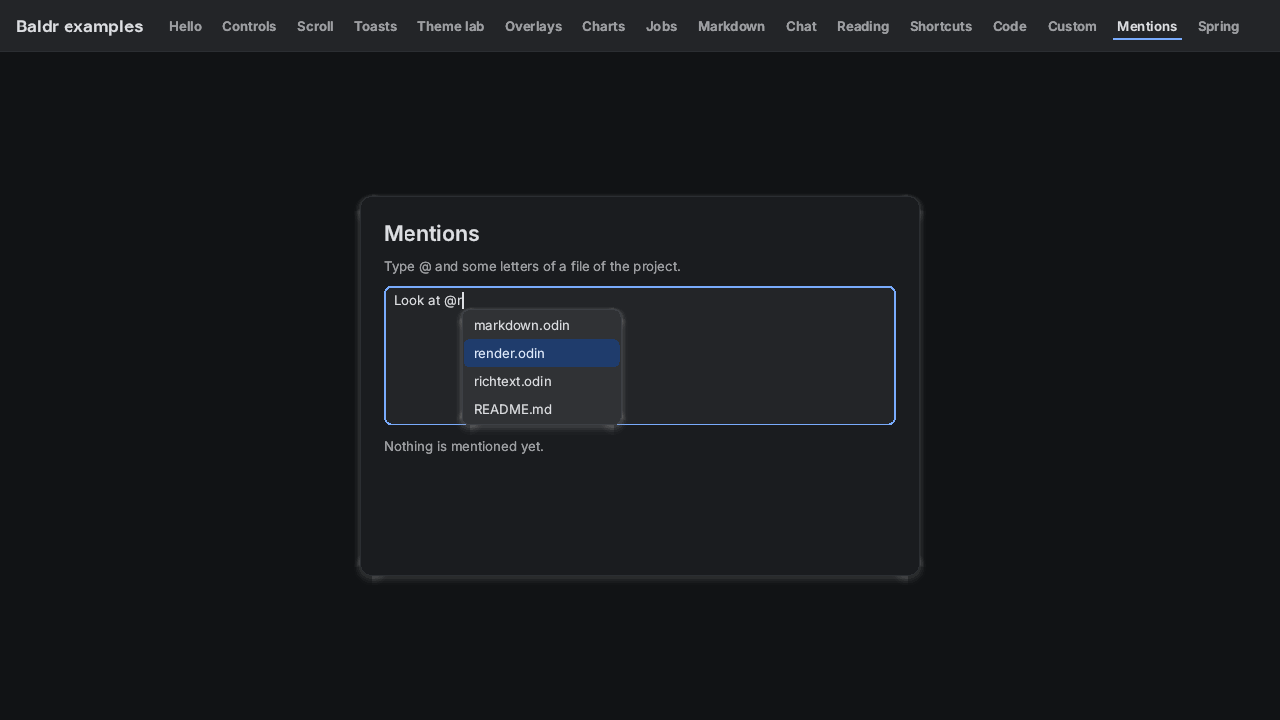 Baldr examples Hello Controls Scroll Toasts Theme lab Overlays Charts Jobs Markdown Chat Reading Shortcuts Code Custom Mentions Spring
Mentions
Type @ and some letters of a file of the project.
Look at @r
markdown.odin
render.odin
richtext.odin
README.md
Nothing is mentioned yet.